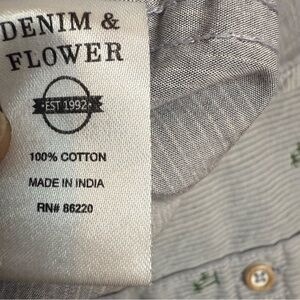 DENIM &
FLOWER
•EST 1992•
100% COTTON
MADE IN INDIA
RN# 86220